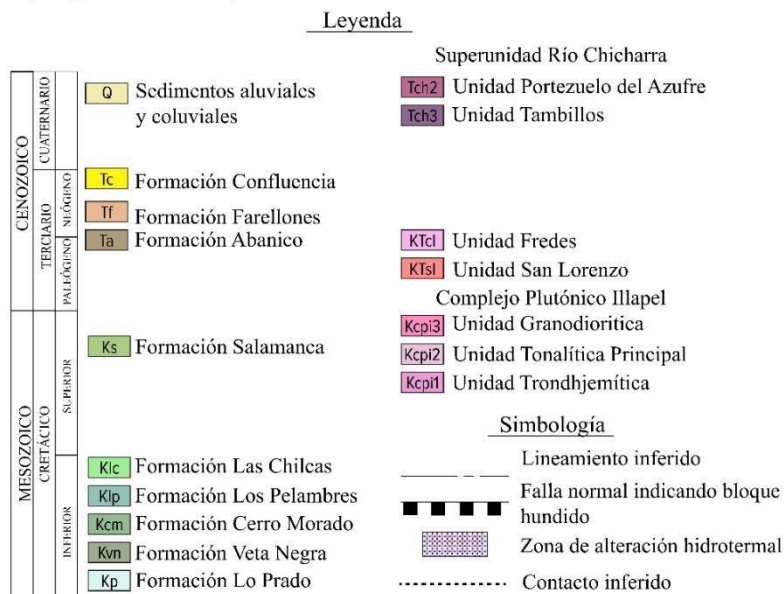 Leyenda
Superunidad Río Chicharra
CENOZOICO
CUATERNARIO
TERCIARIO
NEÓGENO
PALEÓGENO
MESOZOICO
CRETÁCICO
SUPERIOR
INFERIOR
Q Sedimentos aluviales
y coluviales
Tc Formación Confluencia
Tf Formación Farellones
Ta Formación Abanico
Ks Formación Salamanca
Klc Formación Las Chilcas
Klp Formación Los Pelambres
Kcm Formación Cerro Morado
Kvn Formación Veta Negra
Kp Formación Lo Prado
Tch2 Unidad Portezuelo del Azufre
Tch3 Unidad Tambillos
KTcl Unidad Fredes
KTsl Unidad San Lorenzo
Complejo Plutónico Illapel
Kcpi3 Unidad Granodioritica
Kcpi2 Unidad Tonalítica Principal
Kcpi1 Unidad Trondhjemítica
Simbología
Lineamiento inferido
Falla normal indicando bloque
hundido
Zona de alteración hidrotermal
Contacto inferido